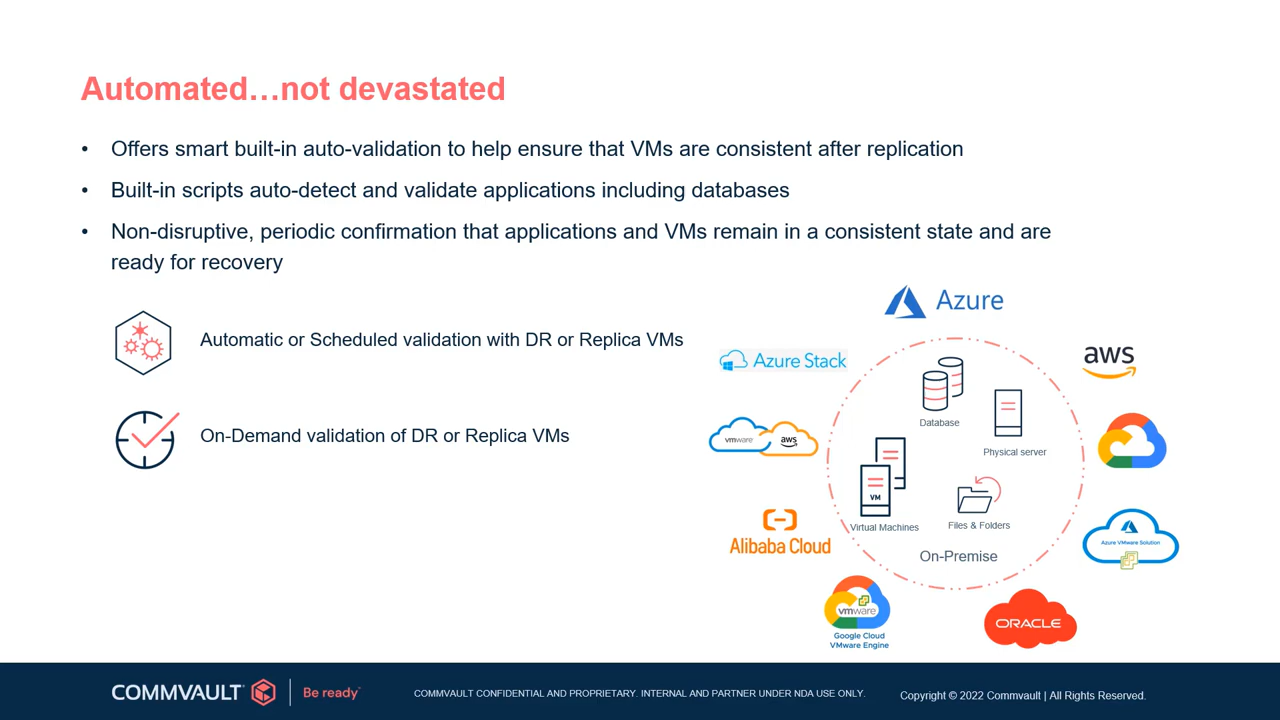 Automated…not devastated
• Offers smart built-in auto-validation to help ensure that VMs are consistent after replication
• Built-in scripts auto-detect and validate applications including databases
• Non-disruptive, periodic confirmation that applications and VMs remain in a consistent state and are
ready for recovery
Automatic or Scheduled validation with DR or Replica VMs
On-Demand validation of DR or Replica VMs
Azure
Azure Stack
aws
vmware
aws
Database
Physical server
VM
Virtual Machines
Files & Folders
On-Premise
Alibaba Cloud
Azure VMware Solution
vmware
Google Cloud
VMware Engine
ORACLE
COMMVAULT
Be ready™
COMMVAULT CONFIDENTIAL AND PROPRIETARY. INTERNAL AND PARTNER UNDER NDA USE ONLY.
Copyright © 2022 Commvault | All Rights Reserved.